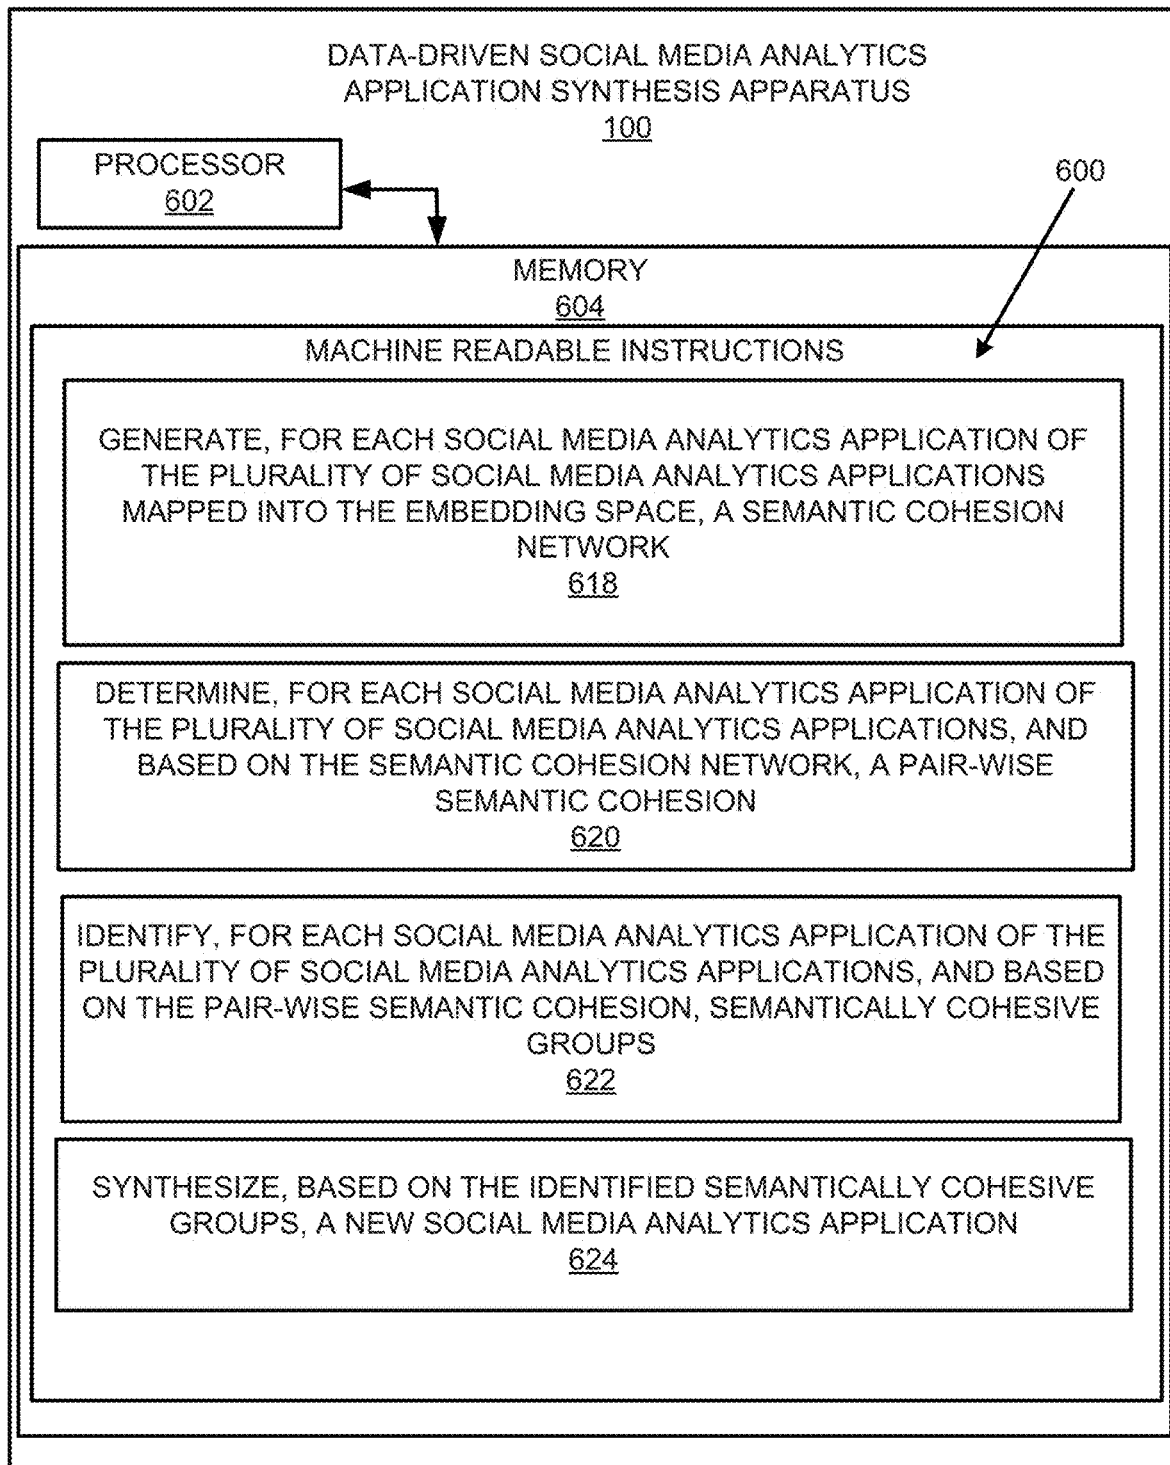 DATA-DRIVEN SOCIAL MEDIA ANALYTICS
APPLICATION SYNTHESIS APPARATUS
100
PROCESSOR
602
600
MEMORY
604
MACHINE READABLE INSTRUCTIONS
GENERATE, FOR EACH SOCIAL MEDIA ANALYTICS APPLICATION OF
THE PLURALITY OF SOCIAL MEDIA ANALYTICS APPLICATIONS
MAPPED INTO THE EMBEDDING SPACE, A SEMANTIC COHESION
NETWORK
618
DETERMINE, FOR EACH SOCIAL MEDIA ANALYTICS APPLICATION OF
THE PLURALITY OF SOCIAL MEDIA ANALYTICS APPLICATIONS, AND
BASED ON THE SEMANTIC COHESION NETWORK, A PAIR-WISE
SEMANTIC COHESION
620
IDENTIFY, FOR EACH SOCIAL MEDIA ANALYTICS APPLICATION OF THE
PLURALITY OF SOCIAL MEDIA ANALYTICS APPLICATIONS, AND BASED
ON THE PAIR-WISE SEMANTIC COHESION, SEMANTICALLY COHESIVE
GROUPS
622
SYNTHESIZE, BASED ON THE IDENTIFIED SEMANTICALLY COHESIVE
GROUPS, A NEW SOCIAL MEDIA ANALYTICS APPLICATION
624